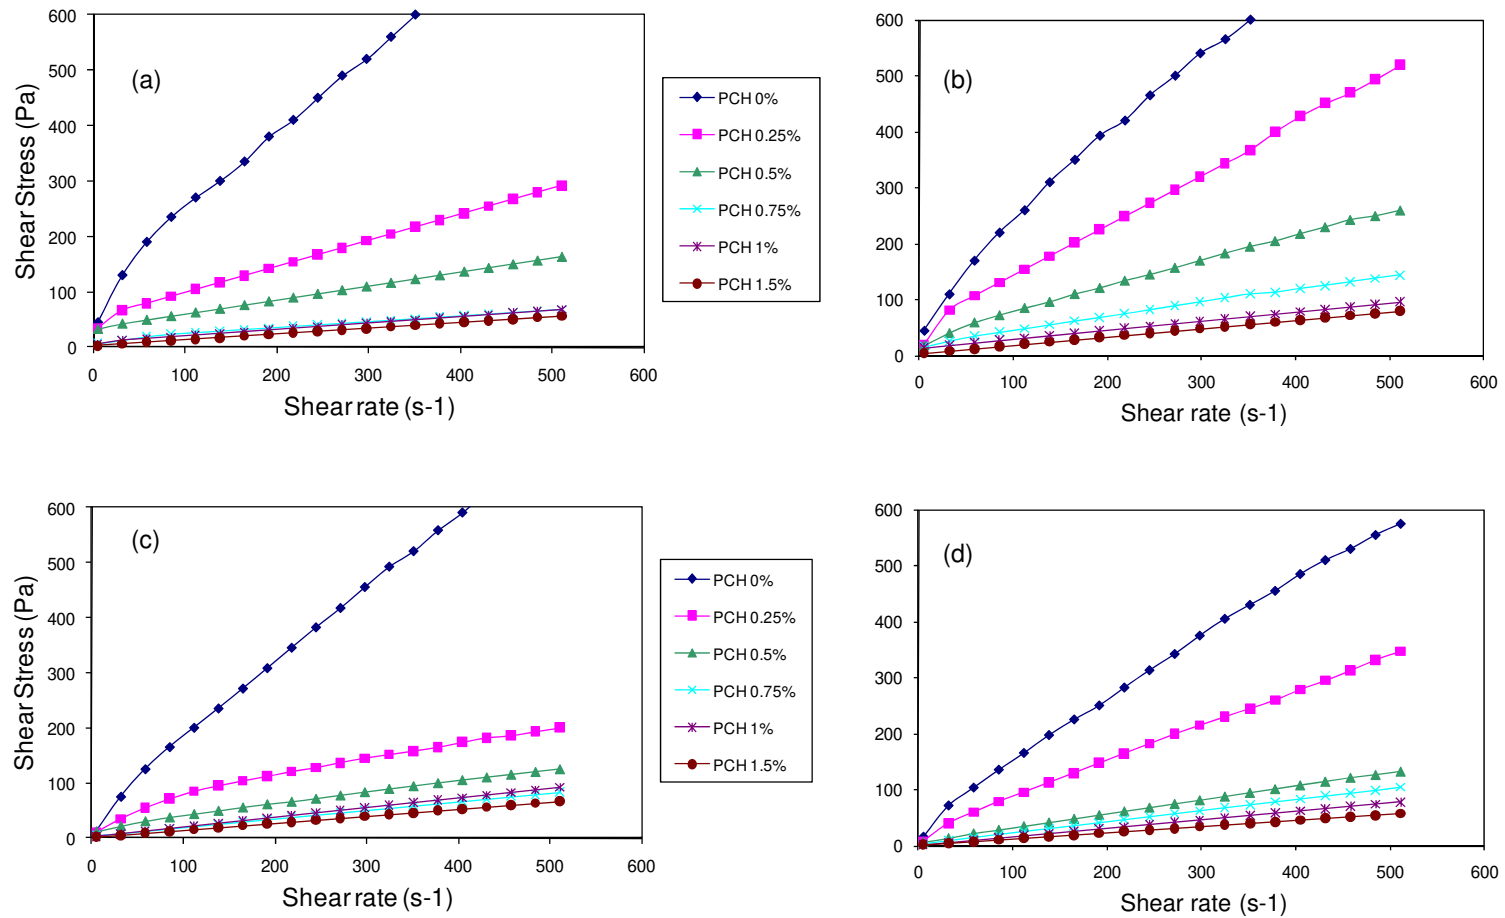 600
500
400
300
200
100
0
Shear Stress (Pa)
(a)
0 100 200 300 400 500 600
Shear rate (s-1)
PCH 0%
PCH 0.25%
PCH 0.5%
PCH 0.75%
PCH 1%
PCH 1.5%
600
500
400
300
200
100
0
(b)
0 100 200 300 400 500 600
Shear rate (s-1)
600
500
400
300
200
100
0
Shear Stress (Pa)
(c)
0 100 200 300 400 500 600
Shear rate (s-1)
PCH 0%
PCH 0.25%
PCH 0.5%
PCH 0.75%
PCH 1%
PCH 1.5%
600
500
400
300
200
100
0
(d)
0 100 200 300 400 500 600
Shear rate (s-1)